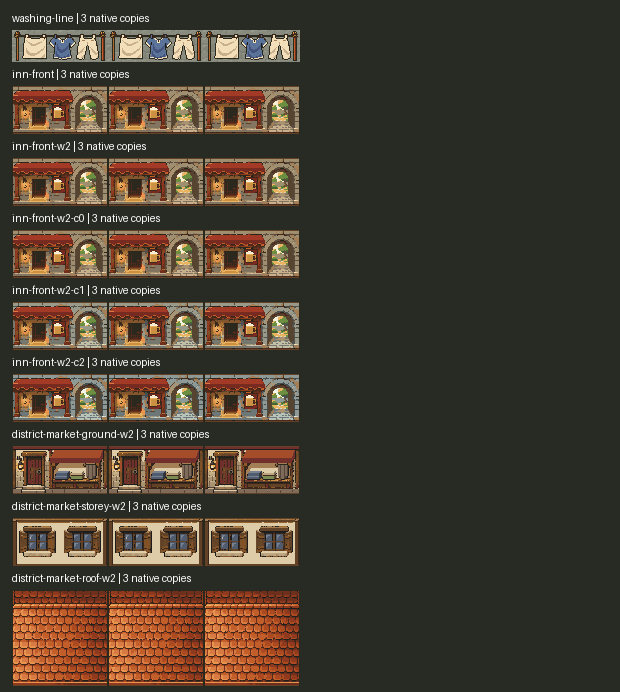 washing-line | 3 native copies
inn-front | 3 native copies
inn-front-w2 | 3 native copies
inn-front-w2-c0 | 3 native copies
inn-front-w2-c1 | 3 native copies
inn-front-w2-c2 | 3 native copies
district-market-ground-w2 | 3 native copies
district-market-storey-w2 | 3 native copies
district-market-roof-w2 | 3 native copies